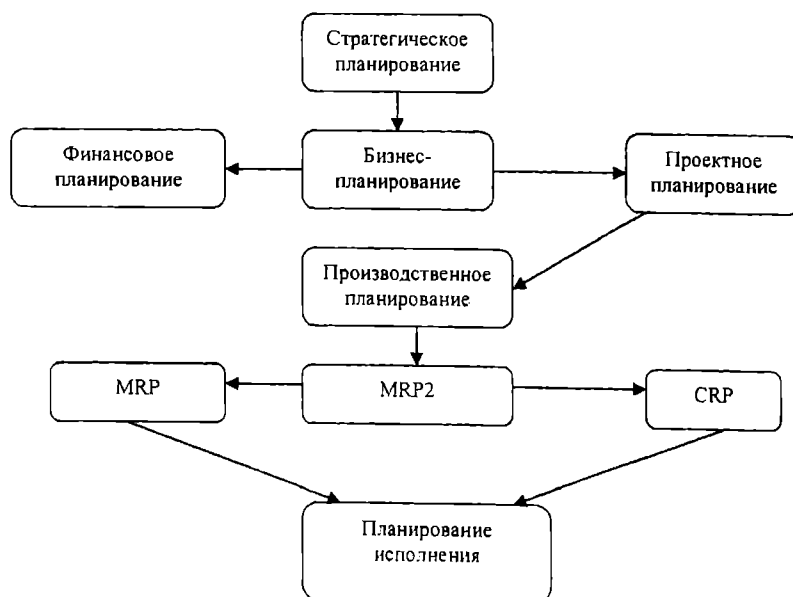 Стратегическое
планирование
Финансовое
планирование
Бизнес-
планирование
Проектное
планирование
Производственное
планирование
MRP
MRP2
CRP
Планирование
исполнения